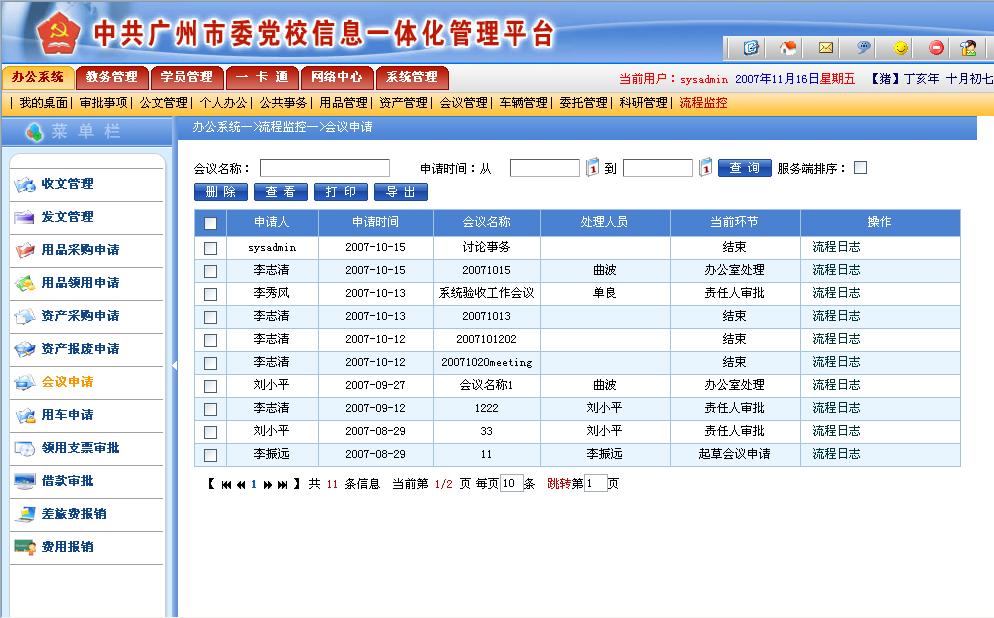 中共广州市委党校信息一体化管理平台
办公系统 教务管理 学员管理 一 卡 通 网络中心 系统管理
当前用户：sysadmin 2007年11月16日星期五 【猪】丁亥年 十月初七
| 我的桌面| 审批事项| 公文管理| 个人办公| 公共事务| 用品管理| 资产管理| 会议管理| 车辆管理| 委托管理| 科研管理| 流程监控
菜 单 栏
办公系统—>流程监控—>会议申请
收文管理
发文管理
用品采购申请
用品领用申请
资产采购申请
资产报废申请
会议申请
用车申请
领用支票审批
借款审批
差旅费报销
费用报销
会议名称： 申请时间：从 1 到 1 查 询 服务端排序：
删 除 查 看 打 印 导 出
申请人 申请时间 会议名称 处理人员 当前环节 操作
sysadmin 2007-10-15 讨论事务 结束 流程日志
李志清 2007-10-15 20071015 曲波 办公室处理 流程日志
李秀风 2007-10-13 系统验收工作会议 单良 责任人审批 流程日志
李志清 2007-10-13 20071013 结束 流程日志
李志清 2007-10-12 2007101202 结束 流程日志
李志清 2007-10-12 20071020meeting 结束 流程日志
刘小平 2007-09-27 会议名称1 曲波 办公室处理 流程日志
李志清 2007-09-12 1222 刘小平 责任人审批 流程日志
刘小平 2007-08-29 33 刘小平 责任人审批 流程日志
李振远 2007-08-29 11 李振远 起草会议申请 流程日志
【 1 】共 11 条信息 当前第 1/2 页 每页10条 跳转第1页